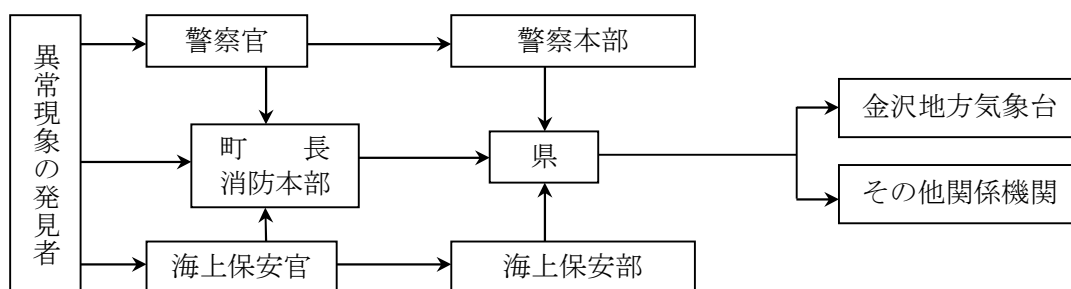 異常現象の発見者
警察官
警察本部
町　　長
消防本部
県
海上保安官
海上保安部
金沢地方気象台
その他関係機関